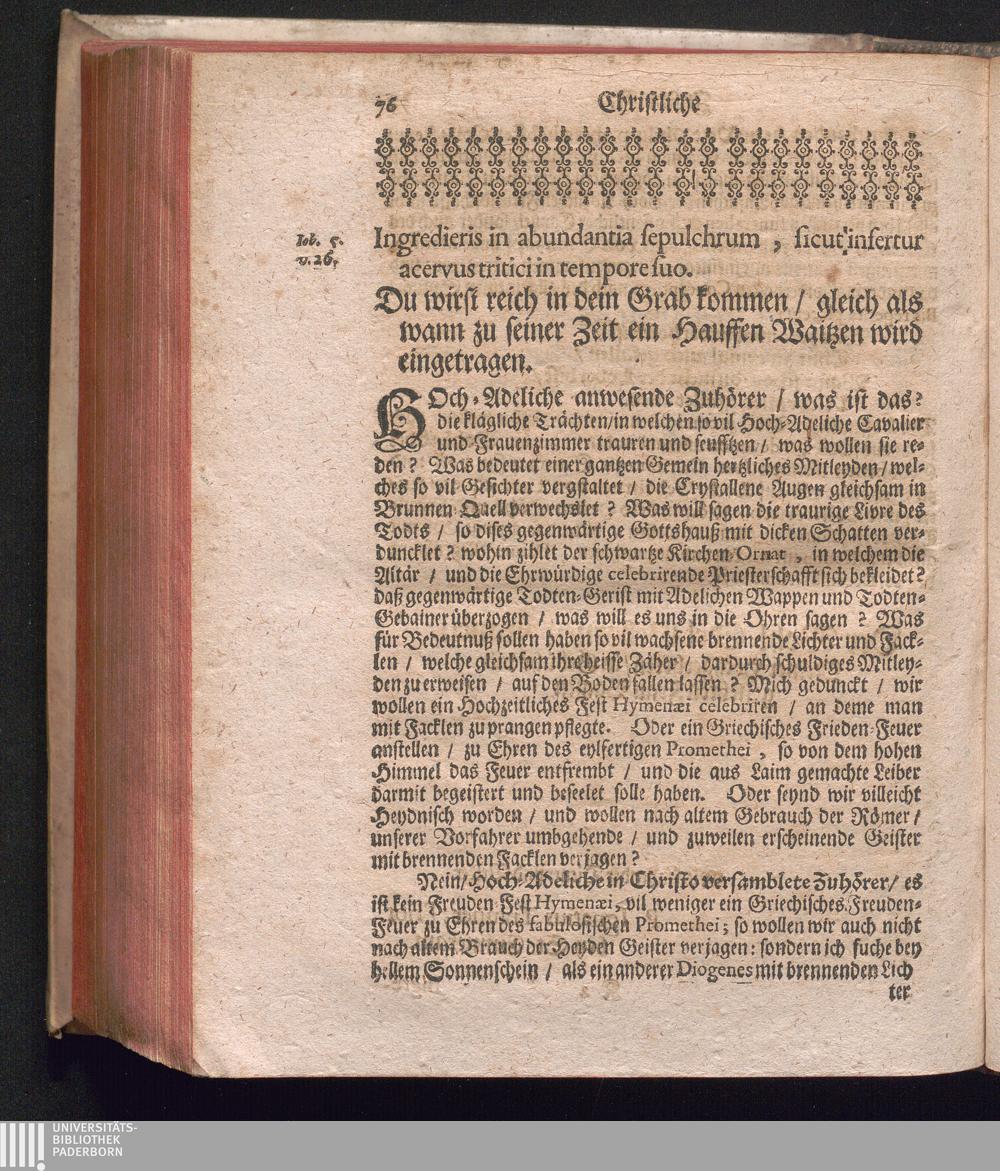 76 Christliche
Iob. 5.
v. 26.
Ingredieris in abundantia sepulchrum, sicut infertur
acervus tritici in tempore suo.
Du wirst reich in dein Grab kommen / gleich als
wann zu seiner Zeit ein Hauffen Waitzen wird
eingetragen.
HOch-Adeliche anwesende Zuhörer / was ist das?
die klägliche Trächten / in welchen so vil Hoch-Adeliche Cavalier
und Frauenzimmer trauren und seufftzen / was wollen sie re-
den? Was bedeutet einer gantzen Gemein hertzliches Mitleyden / wel-
ches so vil Gesichter vergstaltet / die Crystallene Augen gleichsam in
Brunnen-Quell verwechslet? Was will sagen die traurige Livre des
Todts / so dises gegenwärtige Gottshauß mit dicken Schatten ver-
duncklet? wohin zihlet der schwartze Kirchen-Ornat, in welchem die
Altär / und die Ehrwürdige celebrirende Priesterschafft sich bekleidet?
daß gegenwärtige Todten-Gerist mit Adelichen Wappen und Todten-
Gebainer überzogen / was will es uns in die Ohren sagen? Was
für Bedeutnuß sollen haben so vil wachsene brennende Liechter und Fack-
len / welche gleichsam ihre heisse Zäher / dardurch schuldiges Mitley-
den zu erweisen / auf den Boden fallen lassen? Mich gedunckt / wir
wollen ein Hochzeitliches Fest Hymenæi celebriren / an deme man
mit Facklen zu prangen pflegte. Oder ein Griechisches Frieden-Feuer
anstellen / zu Ehren des eylfertigen Promethei, so von dem hohen
Himmel das Feuer entfrembt / und die aus Laim gemachte Leiber
darmit begeistert und beseelet solle haben. Oder seynd wir villeicht
Heydnisch worden / und wollen nach altem Gebrauch der Römer /
unserer Vorfahrer umbgehende / und zuweilen erscheinende Geister
mit brennenden Facklen verjagen?
Nein / Hoch-Adeliche in Christo versamblete Zuhörer / es
ist kein Freuden Fest Hymenæi, vil weniger ein Griechisches Freuden-
Feuer zu Ehren des fabulosischen Promethei; so wollen wir auch nicht
nach altem Brauch der Heyden Geister verjagen: sondern ich suche bey
hellem Sonnenschein / als ein anderer Diogenes mit brennenden Lich
ter
UNIVERSITÄTS-
BIBLIOTHEK
PADERBORN